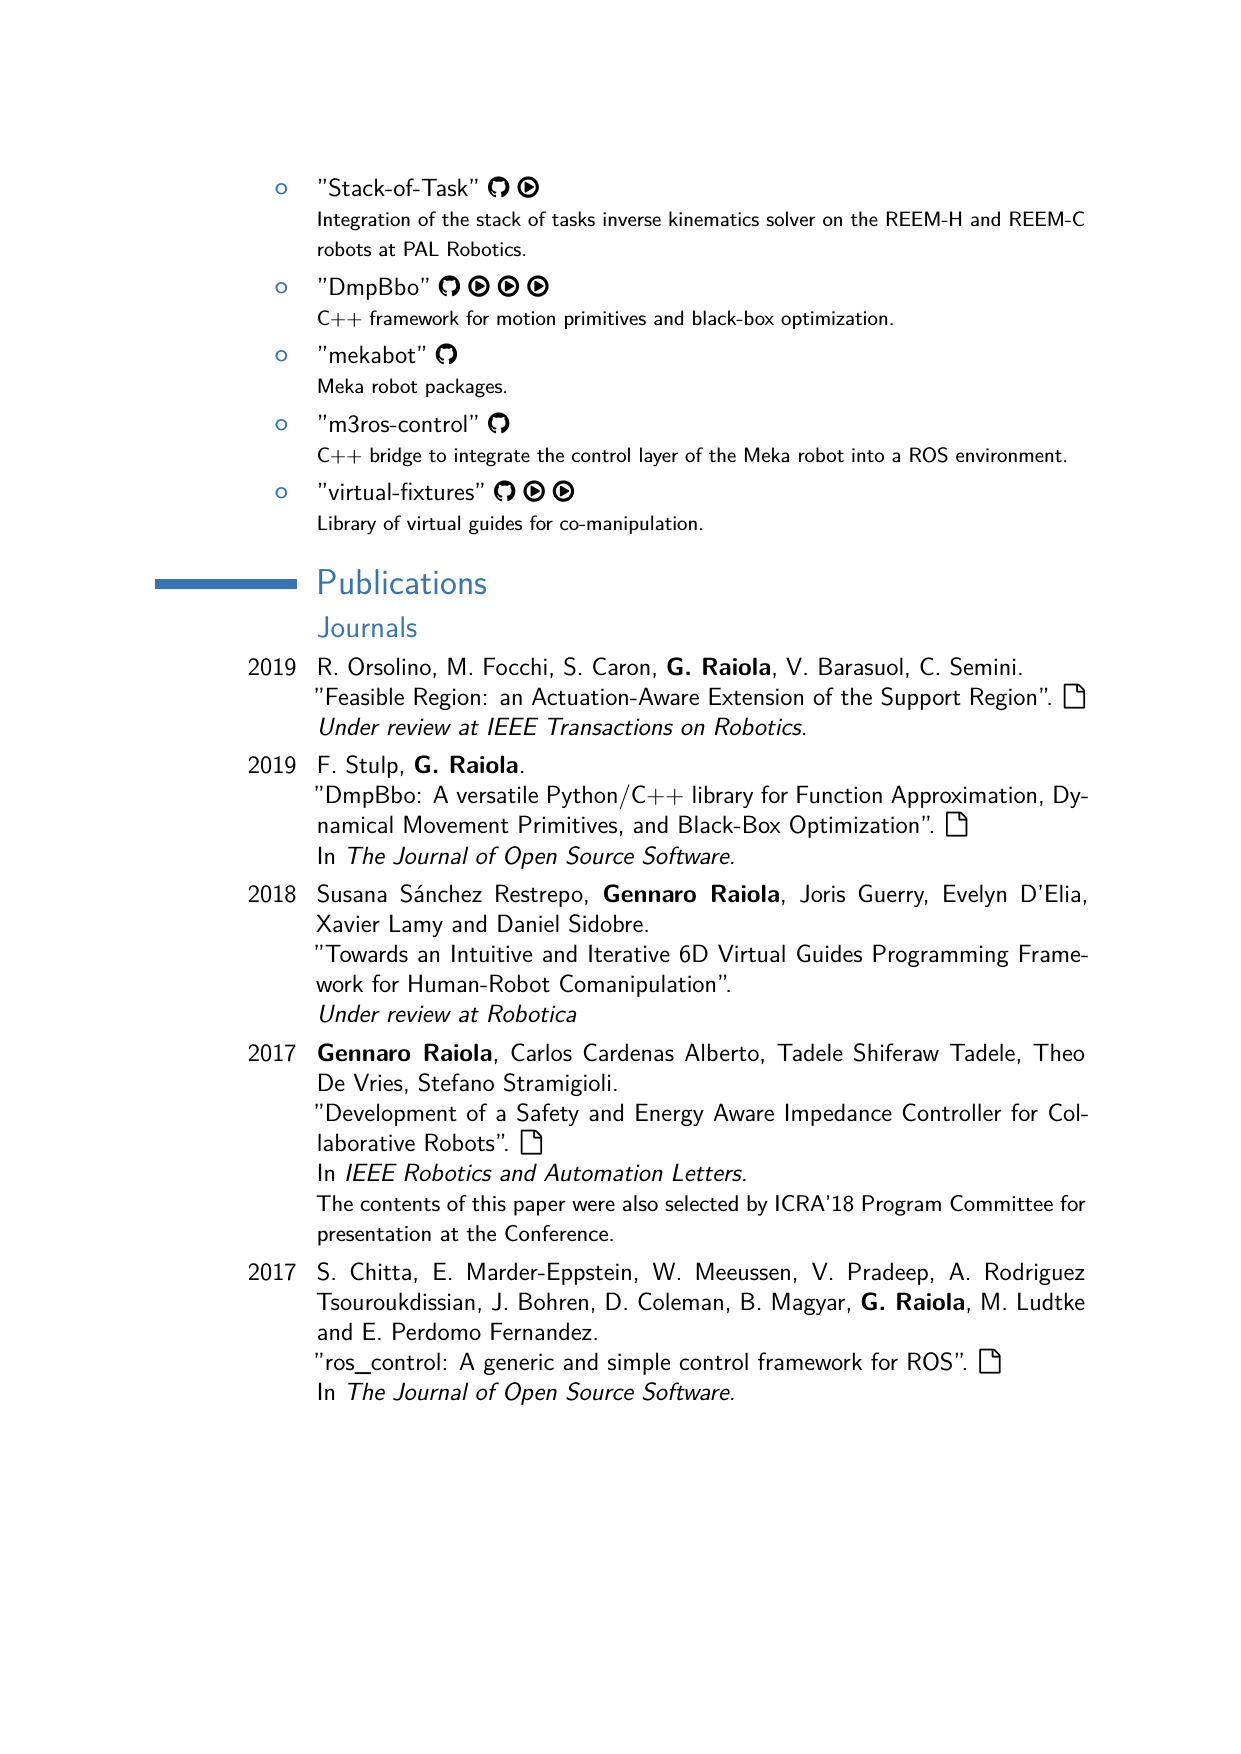 ”Stack-of-Task”
Integration of the stack of tasks inverse kinematics solver on the REEM-H and REEM-C
robots at PAL Robotics.
”DmpBbo”
C++ framework for motion primitives and black-box optimization.
”mekabot”
Meka robot packages.
”m3ros-control”
C++ bridge to integrate the control layer of the Meka robot into a ROS environment.
”virtual-fixtures”
Library of virtual guides for co-manipulation.
Publications
Journals
2019 R. Orsolino, M. Focchi, S. Caron, G. Raiola, V. Barasuol, C. Semini.
”Feasible Region: an Actuation-Aware Extension of the Support Region”.
Under review at IEEE Transactions on Robotics.
2019 F. Stulp, G. Raiola.
”DmpBbo: A versatile Python/C++ library for Function Approximation, Dy-
namical Movement Primitives, and Black-Box Optimization”.
In The Journal of Open Source Software.
2018 Susana Sánchez Restrepo, Gennaro Raiola, Joris Guerry, Evelyn D’Elia,
Xavier Lamy and Daniel Sidobre.
”Towards an Intuitive and Iterative 6D Virtual Guides Programming Frame-
work for Human-Robot Comanipulation”.
Under review at Robotica
2017 Gennaro Raiola, Carlos Cardenas Alberto, Tadele Shiferaw Tadele, Theo
De Vries, Stefano Stramigioli.
”Development of a Safety and Energy Aware Impedance Controller for Col-
laborative Robots”.
In IEEE Robotics and Automation Letters.
The contents of this paper were also selected by ICRA’18 Program Committee for
presentation at the Conference.
2017 S. Chitta, E. Marder-Eppstein, W. Meeussen, V. Pradeep, A. Rodriguez
Tsouroukdissian, J. Bohren, D. Coleman, B. Magyar, G. Raiola, M. Ludtke
and E. Perdomo Fernandez.
”ros_control: A generic and simple control framework for ROS”.
In The Journal of Open Source Software.